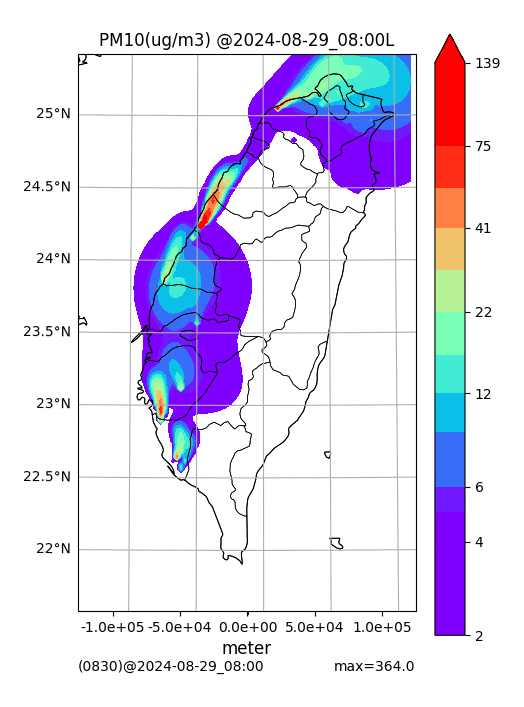 PM10(ug/m3) @2024-08-29_08:00L
139
25°N
75
24.5°N
41
24°N
22
23.5°N
12
23°N
22.5°N
6
22°N
4
2
-1.0e+05 -5.0e+04 0.0e+00 5.0e+04 1.0e+05
meter
(0830)@2024-08-29_08:00 max=364.0